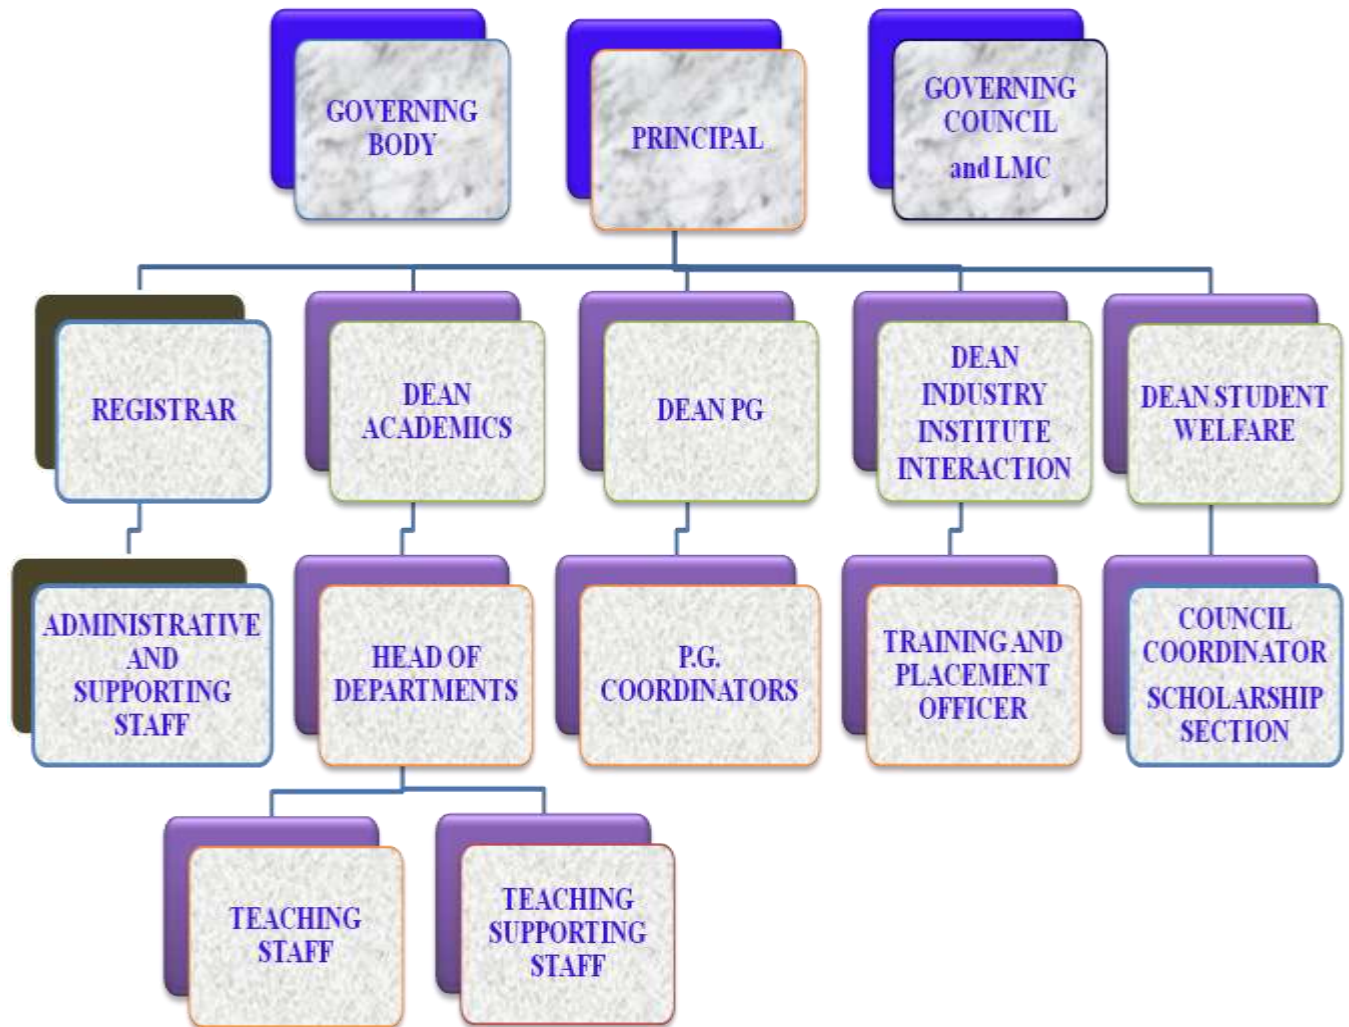 GOVERNING
BODY
PRINCIPAL
GOVERNING
COUNCIL
and LMC
REGISTRAR
DEAN
ACADEMICS
DEAN PG
DEAN
INDUSTRY
INSTITUTE
INTERACTION
DEAN STUDENT
WELFARE
ADMINISTRATIVE
AND
SUPPORTING
STAFF
HEAD OF
DEPARTMENTS
P.G.
COORDINATORS
TRAINING AND
PLACEMENT
OFFICER
COUNCIL
COORDINATOR
SCHOLARSHIP
SECTION
TEACHING
STAFF
TEACHING
SUPPORTING
STAFF